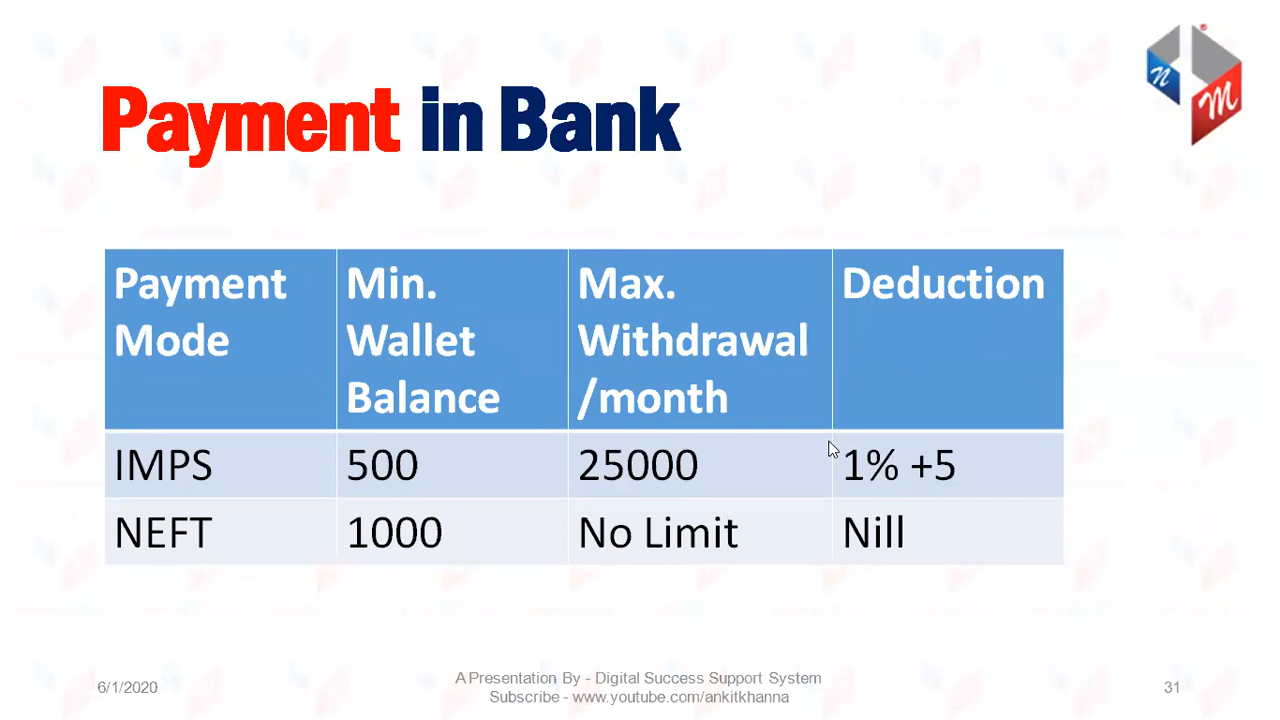 Payment in Bank
Payment Mode	Min. Wallet Balance	Max. Withdrawal /month	Deduction
IMPS	500	25000	1% +5
NEFT	1000	No Limit	Nill
6/1/2020
A Presentation By - Digital Success Support System
Subscribe - www.youtube.com/ankitkhanna
31
n
m